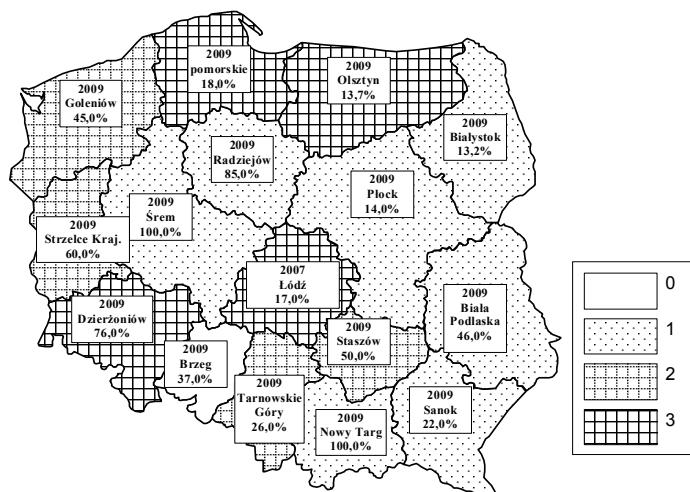 2009
pomorskie
18,0%
2009
Olsztyn
13,7%
2009
Goleniów
45,0%
2009
Białystok
13,2%
2009
Radziejów
85,0%
2009
Płock
14,0%
2009
Śrem
100,0%
2009
Strzelce Kraj.
60,0%
2007
Łódź
17,0%
2009
Biała
Podlaska
46,0%
2009
Dzierżoniów
76,0%
2009
Staszów
50,0%
2009
Brzeg
37,0%
2009
Tarnowskie
Góry
26,0%
2009
Nowy Targ
100,0%
2009
Sanok
22,0%
0
1
2
3